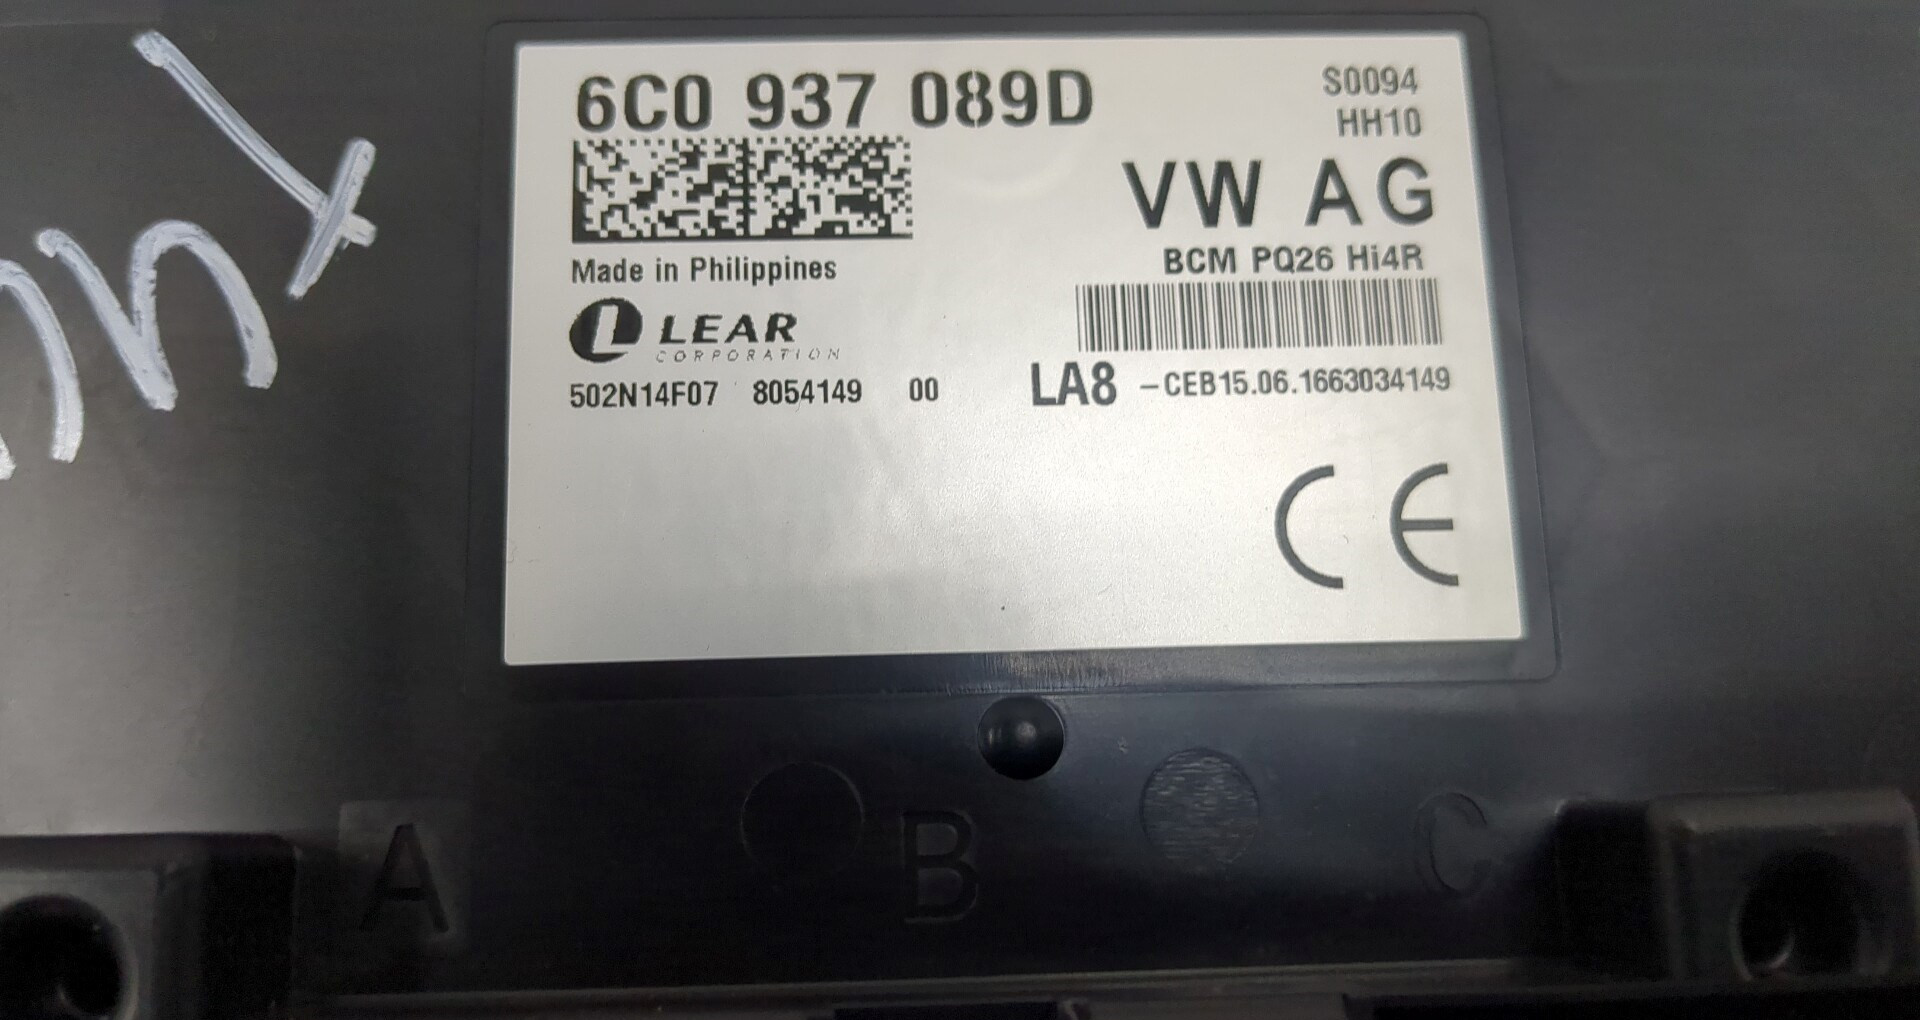 6C0 937 089D
S0094
HH10
VW AG
BCM PQ26 Hi4R
Made in Philippines
LEAR
CORPORATION
502N14F07 8054149 00
LA8 -CEB15.06.1663034149
CE
A B C